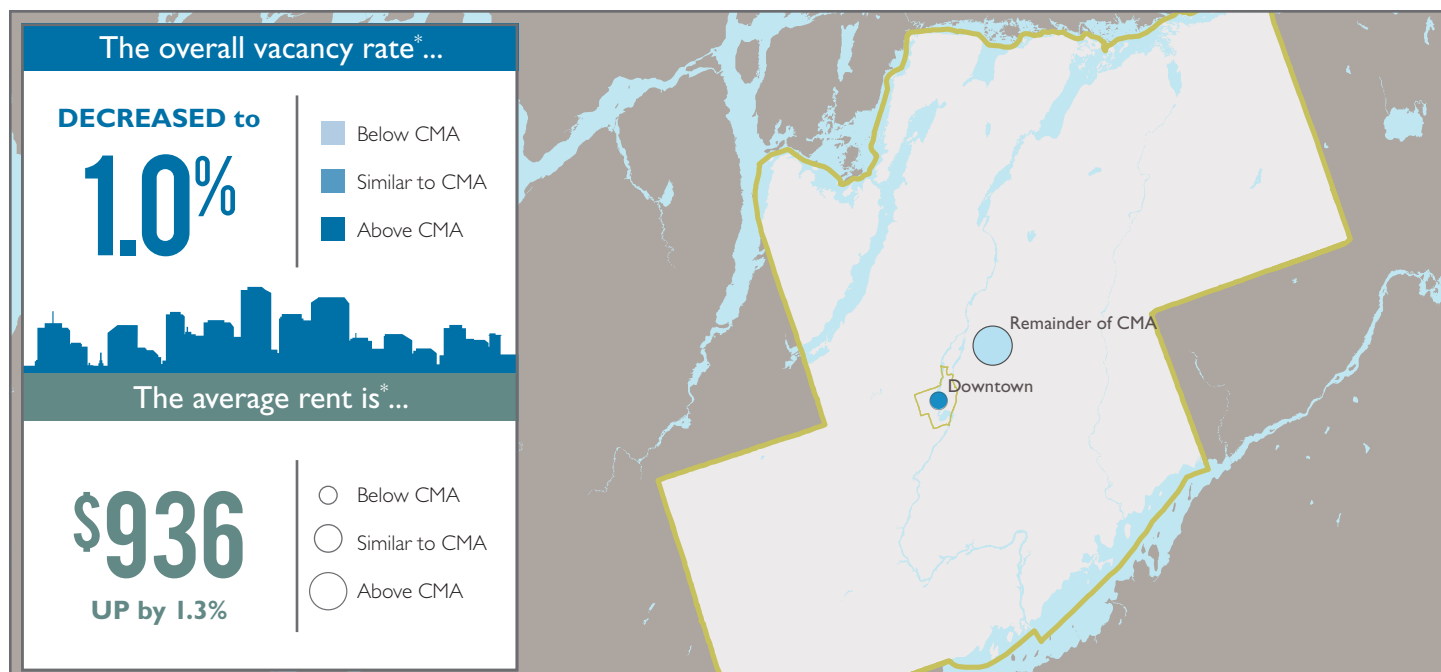 The overall vacancy rate*...
DECREASED to
1.0%
Below CMA
Similar to CMA
Above CMA
The average rent is*...
$936
UP by 1.3%
Below CMA
Similar to CMA
Above CMA
Remainder of CMA
Downtown